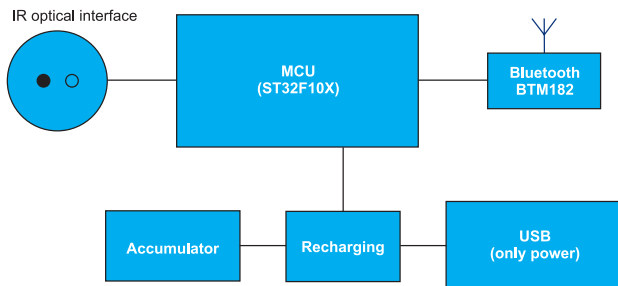 IR optical interface
MCU
(ST32F10X)
Bluetooth
BTM182
Accumulator
Recharging
USB
(only power)